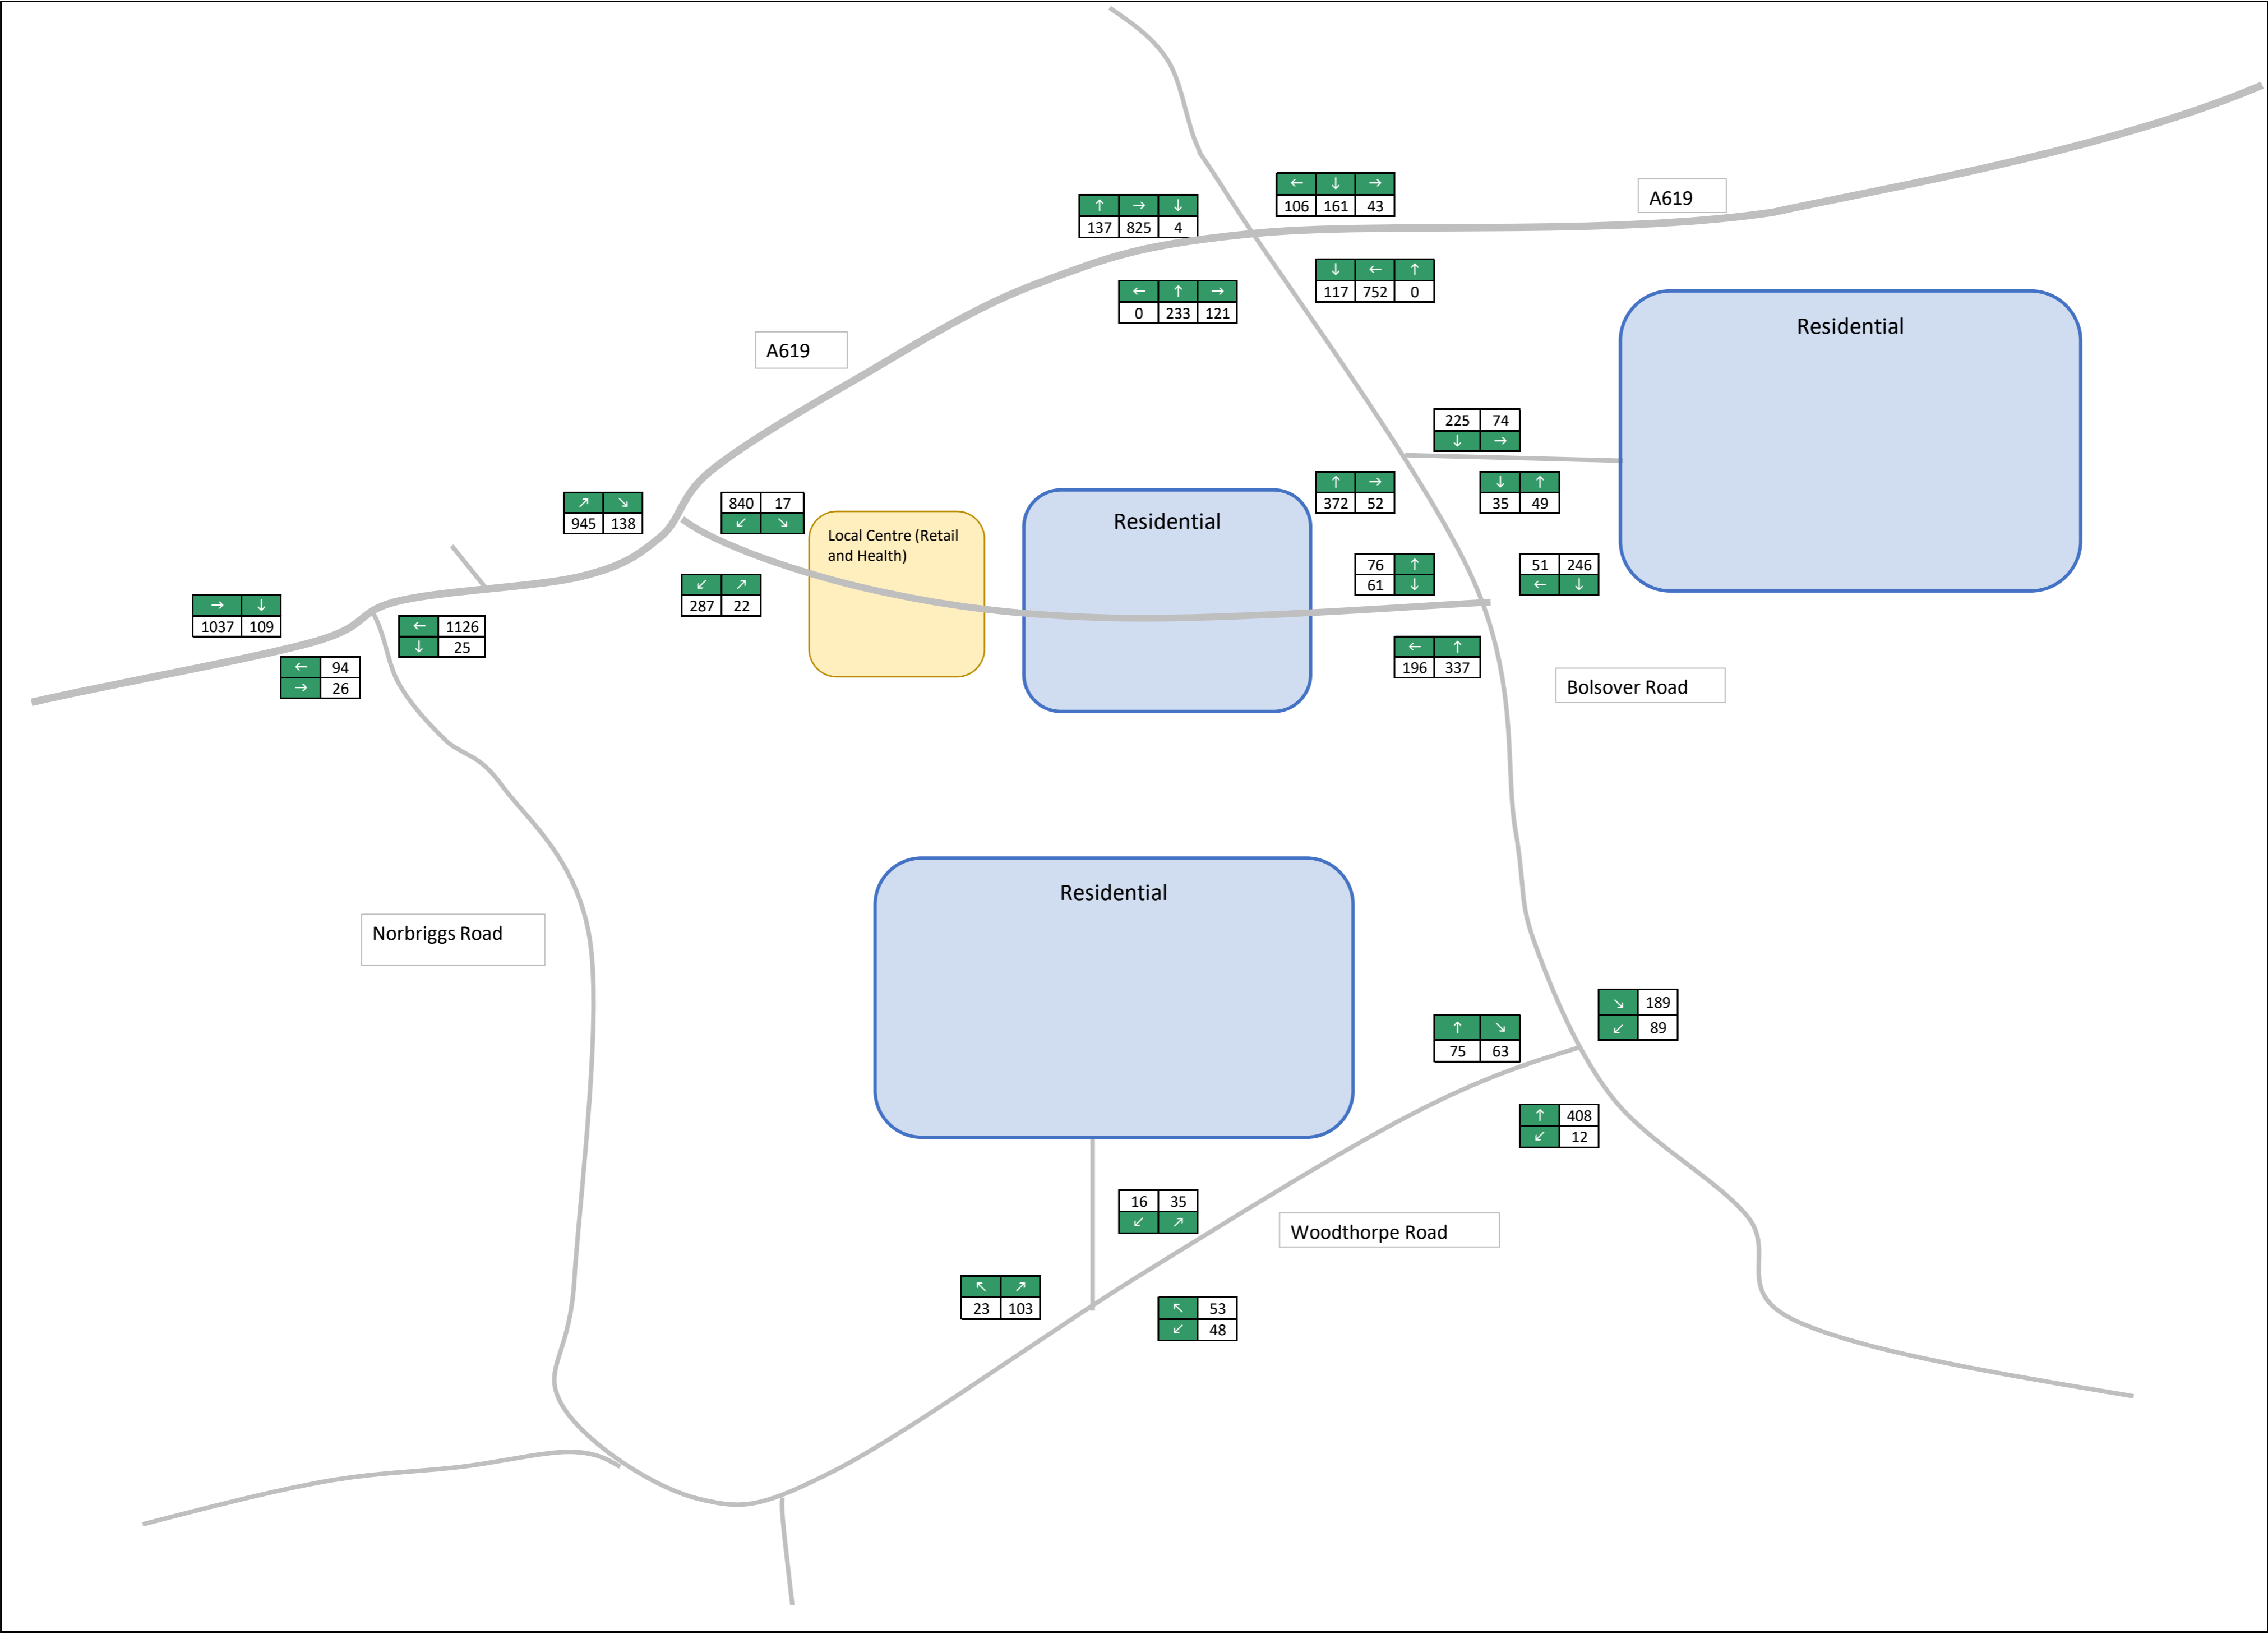 ← ↓ →
106 161 43
A619
↑ → ↓
137 825 4
↓ ← ↑
117 752 0
← ↑ →
0 233 121
Residential
A619
225 74
↓ →
↑ →
372 52
↓ ↑
35 49
↗ ↘
945 138
840 17
↙ ↘
Local Centre (Retail
and Health)
Residential
76 ↑
61 ↓
51 246
← ↓
↙ ↗
287 22
→ ↓
1037 109
← 1126
↓ 25
← 94
→ 26
← ↑
196 337
Bolsover Road
Residential
Norbriggs Road
↘ 189
↙ 89
↑ ↘
75 63
↑ 408
↙ 12
16 35
↙ ↗
Woodthorpe Road
↖ ↗
23 103
↖ 53
↙ 48